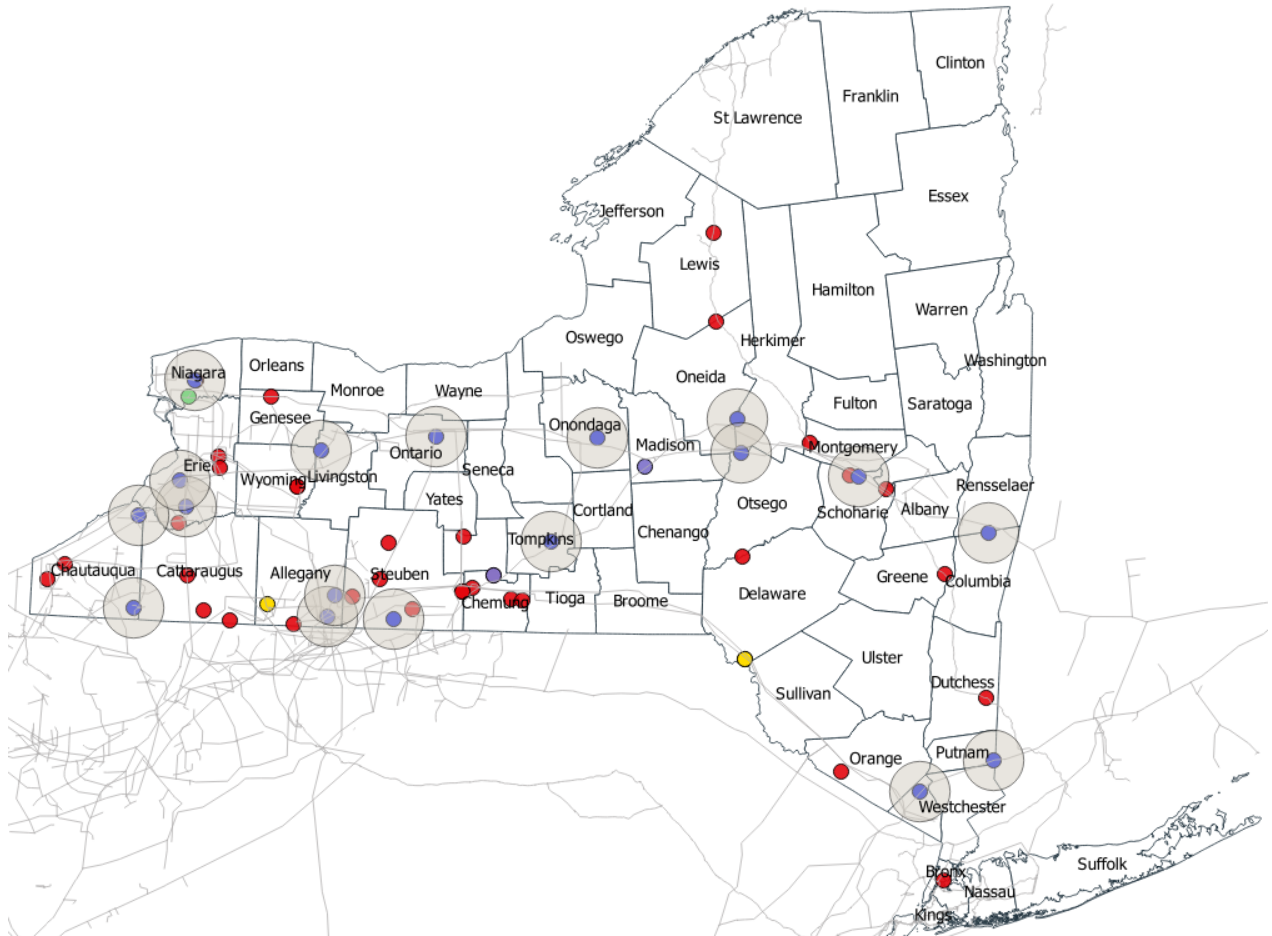 Clinton
Franklin
St Lawrence
Essex
Jefferson
Lewis
Hamilton
Warren
Oswego
Herkimer
Washington
Orleans
Niagara
Oneida
Monroe
Wayne
Fulton
Saratoga
Genesee
Onondaga
Madison
Montgomery
Ontario
Erie
Seneca
Wyoming
Livingston
Rensselaer
Yates
Otsego
Cortland
Schoharie
Albany
Chenango
Tompkins
Chautauqua
Cattaraugus
Allegany
Steuben
Greene
Columbia
Chemung
Tioga
Broome
Delaware
Ulster
Dutchess
Sullivan
Putnam
Orange
Westchester
Suffolk
Bronx
Nassau
Kings